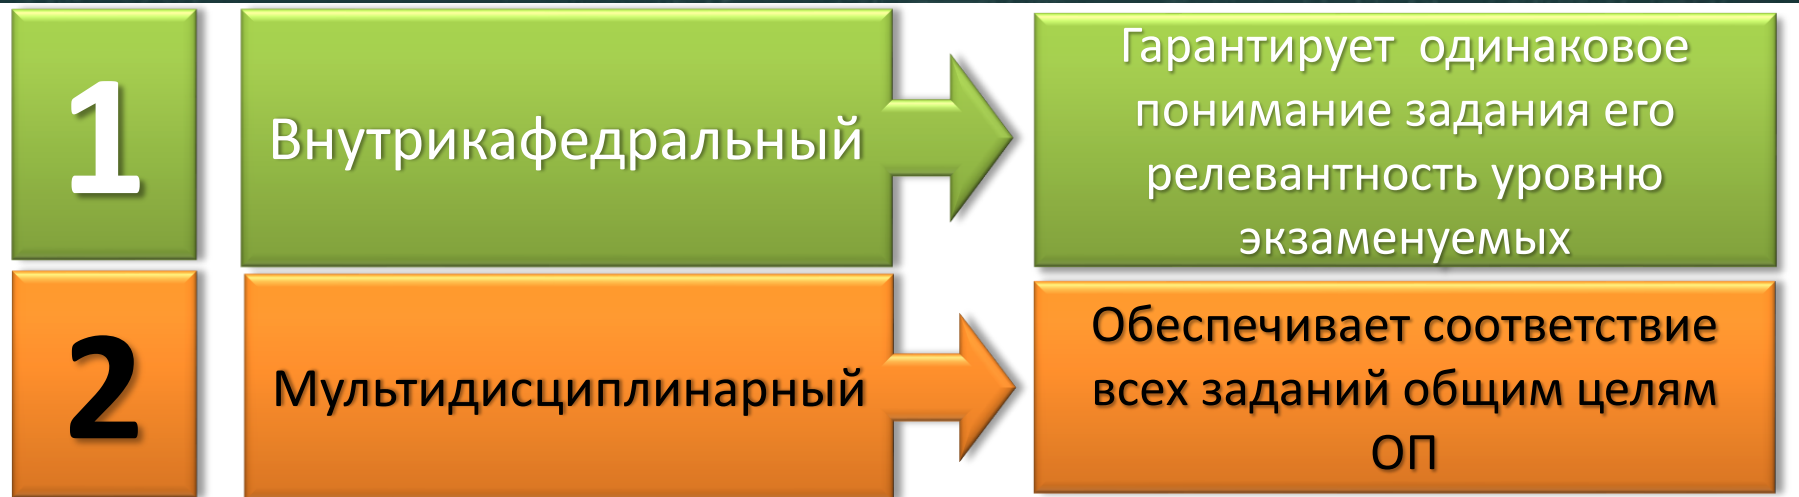 1
Внутрикафедральный
Гарантирует одинаковое
понимание задания его
релевантность уровню
экзаменуемых
2
Мультидисциплинарный
Обеспечивает соответствие
всех заданий общим целям
ОП